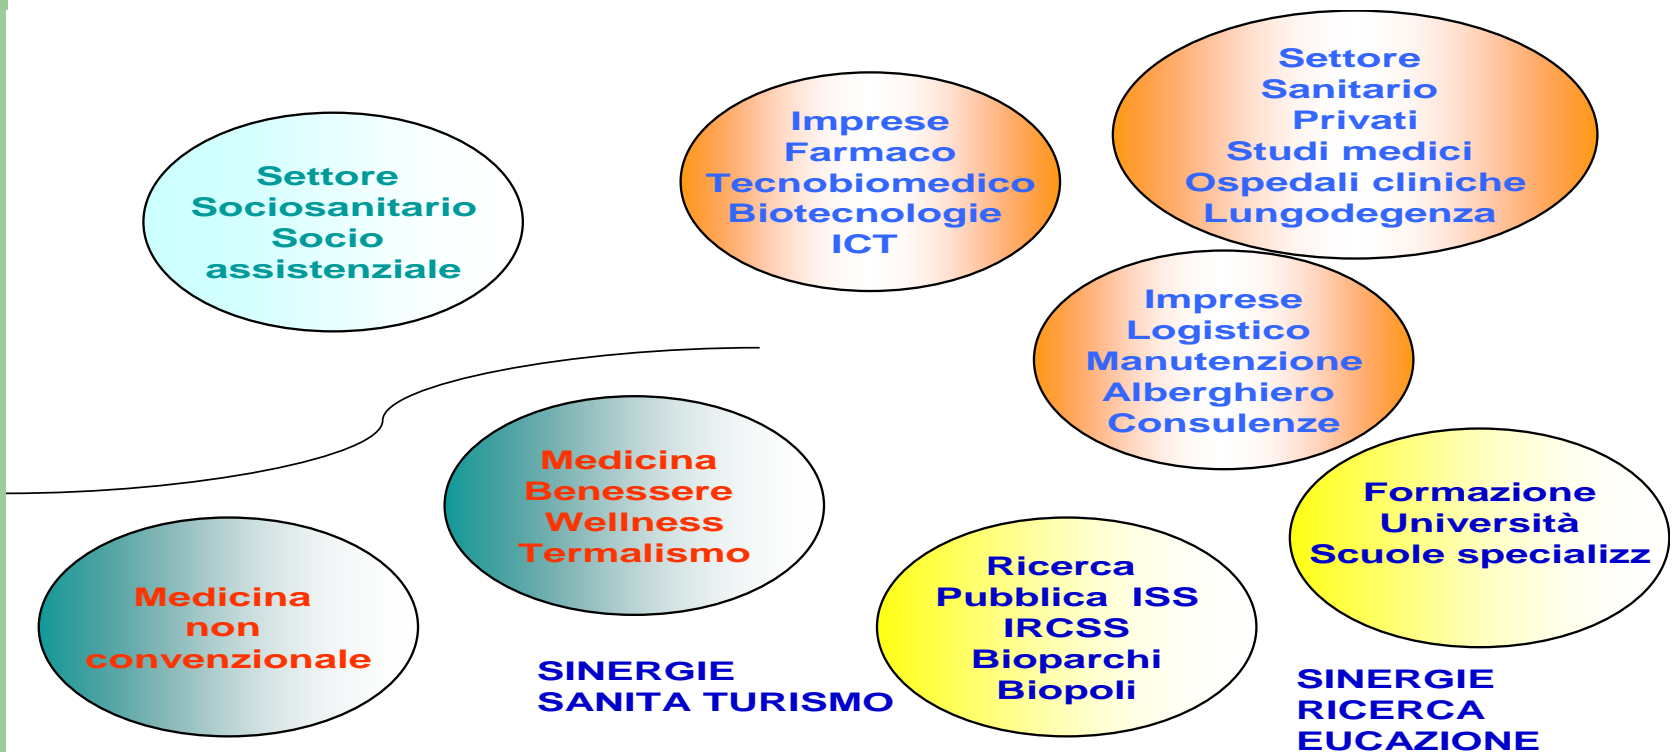 Settore
Sociosanitario
Socio
assistenziale
Imprese
Farmaco
Tecnobiomedico
Biotecnologie
ICT
Settore
Sanitario
Privati
Studi medici
Ospedali cliniche
Lungodegenza
Imprese
Logistico
Manutenzione
Alberghiero
Consulenze
Medicina
Benessere
Wellness
Termalismo
Medicina
non
convenzionale
SINERGIE
SANITA TURISMO
Ricerca
Pubblica ISS
IRCSS
Bioparchi
Biopoli
Formazione
Università
Scuole specializz
SINERGIE
RICERCA
EUCAZIONE